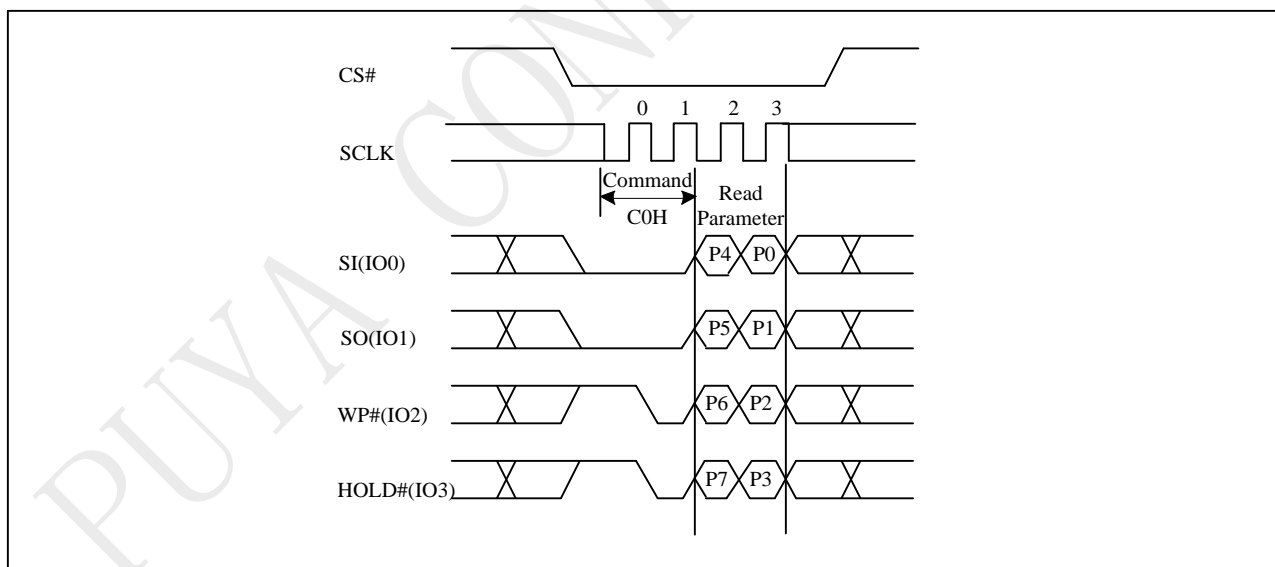 PUYA CON
CS#
0 1 2 3
SCLK
Command
C0H
Read
Parameter
SI(IO0)
P4 P0
SO(IO1)
P5 P1
WP#(IO2)
P6 P2
HOLD#(IO3)
P7 P3